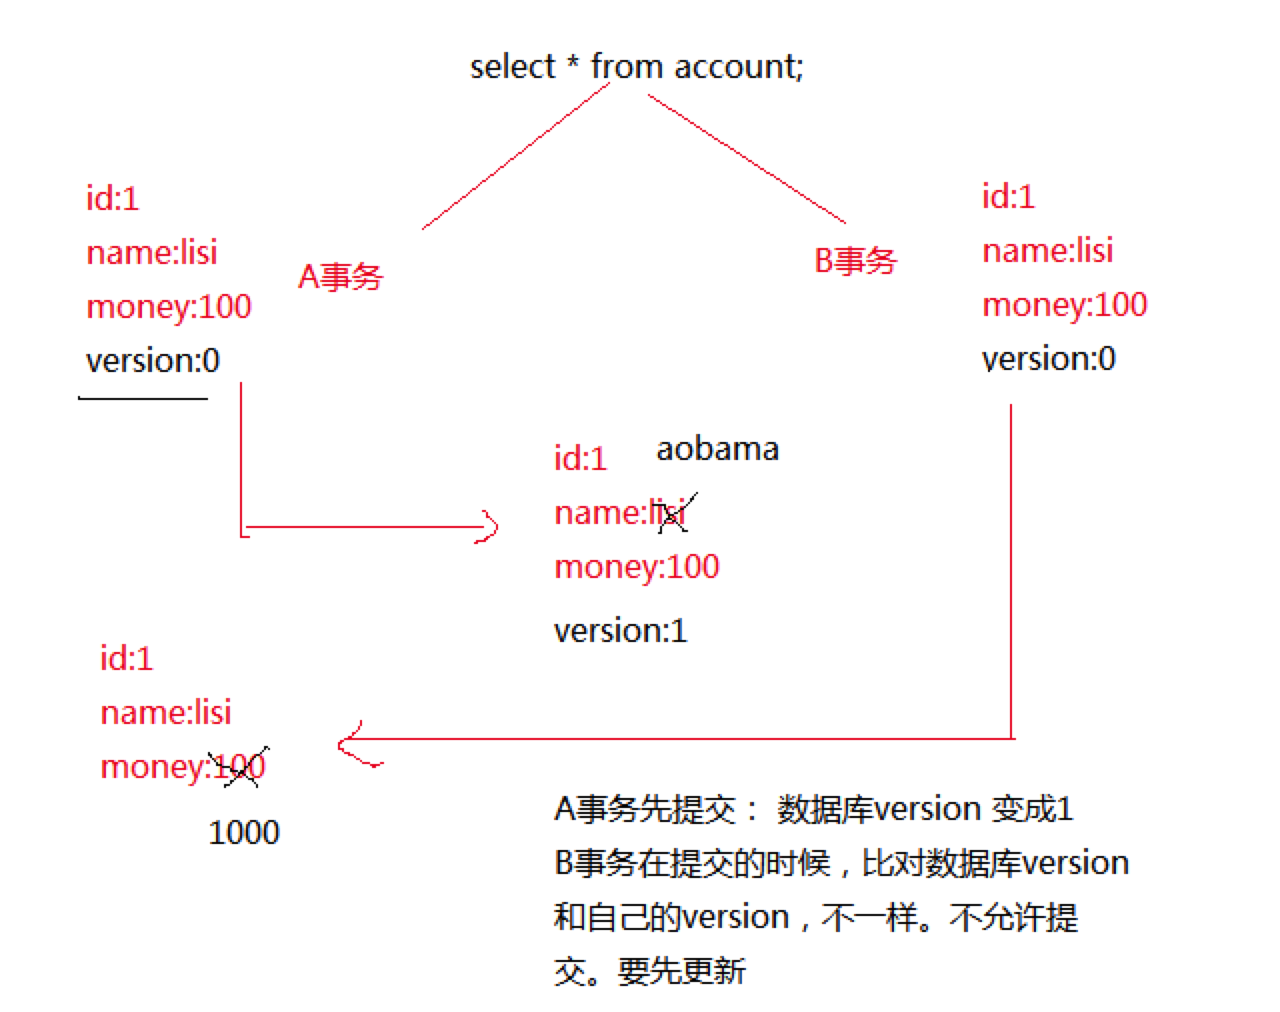 select * from account;
id:1
name:lisi
money:100
version:0
A事务
B事务
id:1
name:lisi
money:100
version:0
id:1
aobama
name:lisi
money:100
version:1
id:1
name:lisi
money:100
1000
A事务先提交： 数据库version 变成1
B事务在提交的时候，比对数据库version
和自己的version，不一样。不允许提
交。要先更新